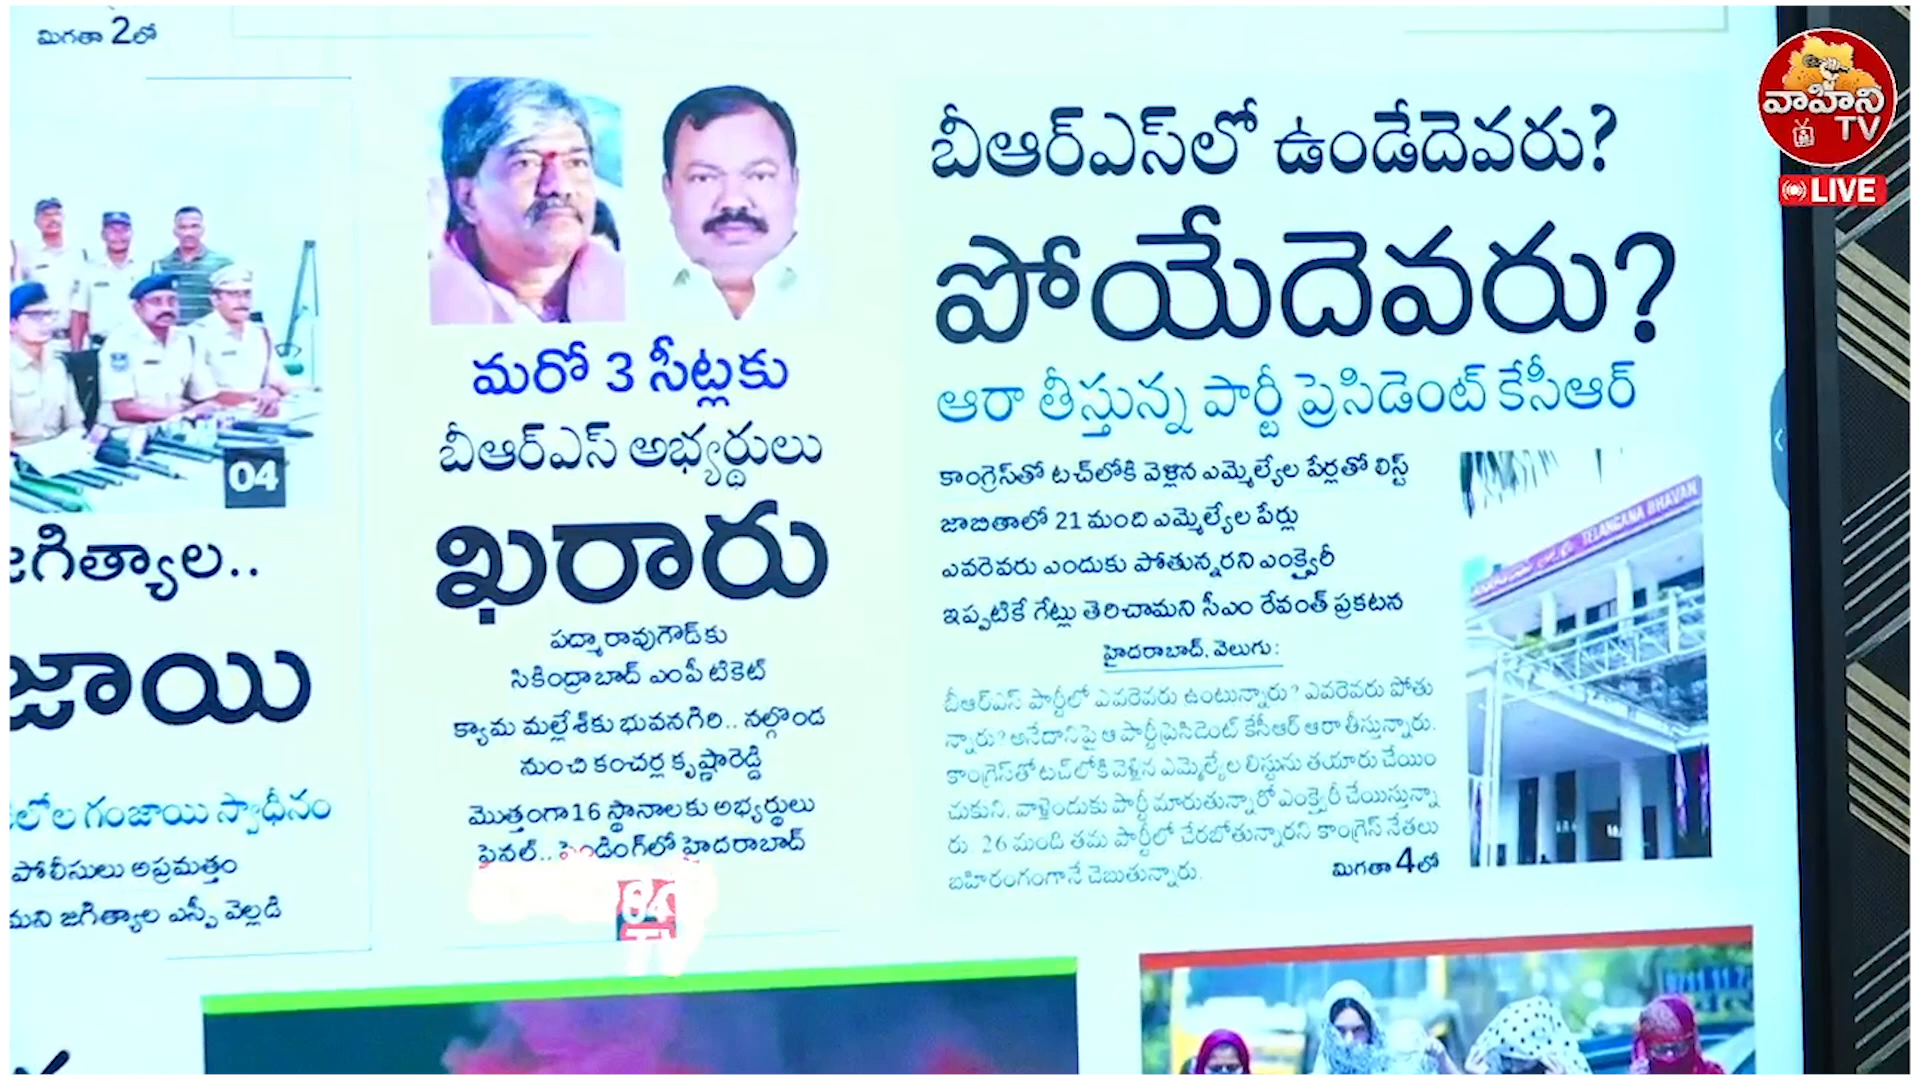 మిగతా 2లో
04
జగిత్యాల..
జాయి
లోల గంజాయి స్వాధీనం
పోలీసులు అప్రమత్తం
జగిత్యాల ఎస్పీ వెల్లడి
మరో 3 సీట్లకు
బీఆర్ఎస్ అభ్యర్థులు
ఖరారు
పద్మారావుగౌడ్‌కు
సికింద్రాబాద్ ఎంపీ టికెట్
క్యామ మల్లేశ్‌కు భువనగిరి.. నల్గొండ
నుంచి కంచర్ల కృష్ణారెడ్డి
మొత్తంగా 16 స్థానాలకు అభ్యర్థులు
ఫైనల్.. పెండింగ్‌లో హైదరాబాద్
04
TV
బీఆర్ఎస్‌లో ఉండేదెవరు?
పోయేదెవరు?
ఆరా తీస్తున్న పార్టీ ప్రెసిడెంట్ కేసీఆర్
కాంగ్రెస్‌తో టచ్‌లోకి వెళ్లిన ఎమ్మెల్యేల పేర్లతో లిస్ట్
జాబితాలో 21 మంది ఎమ్మెల్యేల పేర్లు
ఎవరెవరు ఎందుకు పోతున్నరని ఎంక్వైరీ
ఇప్పటికే గేట్లు తెరిచామని సీఎం రేవంత్ ప్రకటన
హైదరాబాద్, వెలుగు:
బీఆర్ఎస్ పార్టీలో ఎవరెవరు ఉంటున్నారు? ఎవరెవరు పోతు
న్నారు? అనేదానిపై ఆ పార్టీ ప్రెసిడెంట్ కేసీఆర్ ఆరా తీస్తున్నారు.
కాంగ్రెస్‌తో టచ్‌లోకి వెళ్లిన ఎమ్మెల్యేల లిస్టును తయారు చేయిం
చుకుని, వాళ్లెందుకు పార్టీ మారుతున్నారో ఎంక్వైరీ చేయిస్తున్నా
రు. 26 మంది తమ పార్టీలో చేరబోతున్నారని కాంగ్రెస్ నేతలు
బహిరంగంగానే చెబుతున్నారు.
మిగతా 4లో
TELANGANA BHAVAN
వాహిని
TV
LIVE